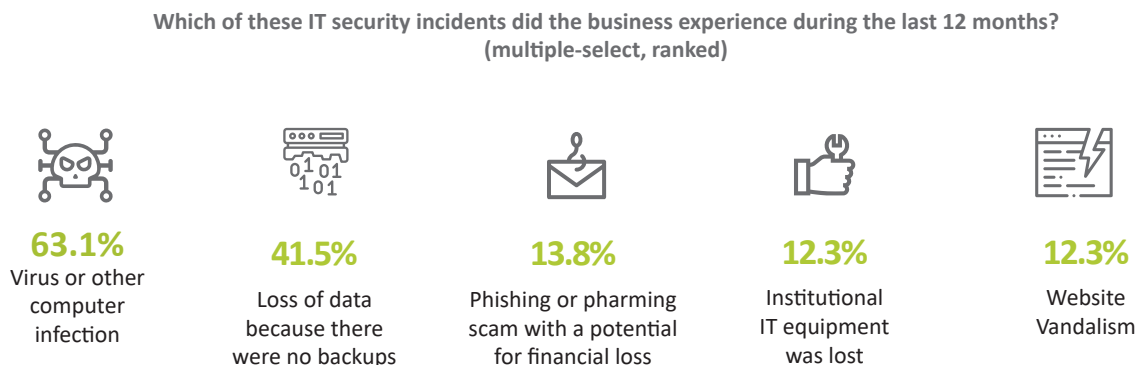 Which of these IT security incidents did the business experience during the last 12 months?
(multiple-select, ranked)
0101
101
63.1%
Virus or other
computer
infection
41.5%
Loss of data
because there
were no backups
13.8%
Phishing or pharming
scam with a potential
for financial loss
12.3%
Institutional
IT equipment
was lost
12.3%
Website
Vandalism